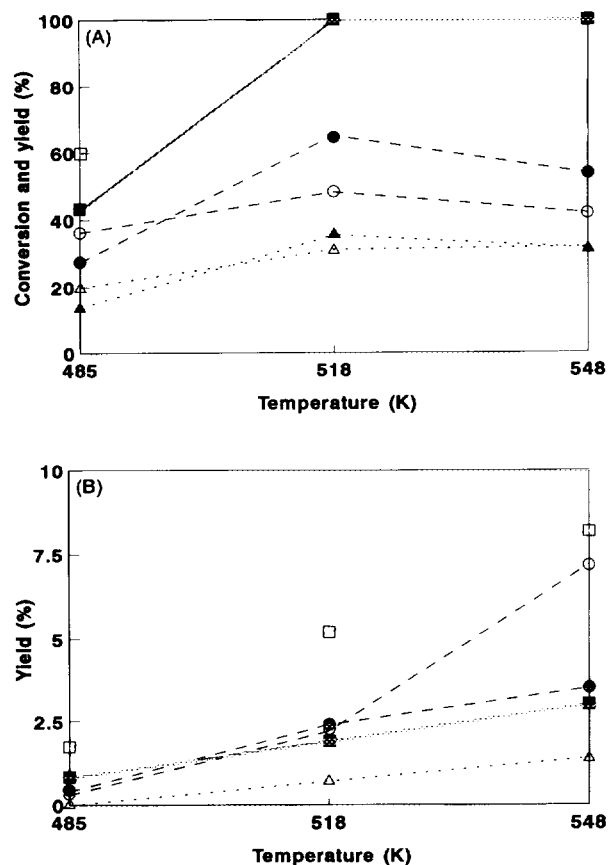 (A)
Conversion and yield (%)
100
80
60
40
20
0
485
518
548
Temperature (K)
(B)
Yield (%)
10
7.5
5
2.5
0
485
518
548
Temperature (K)